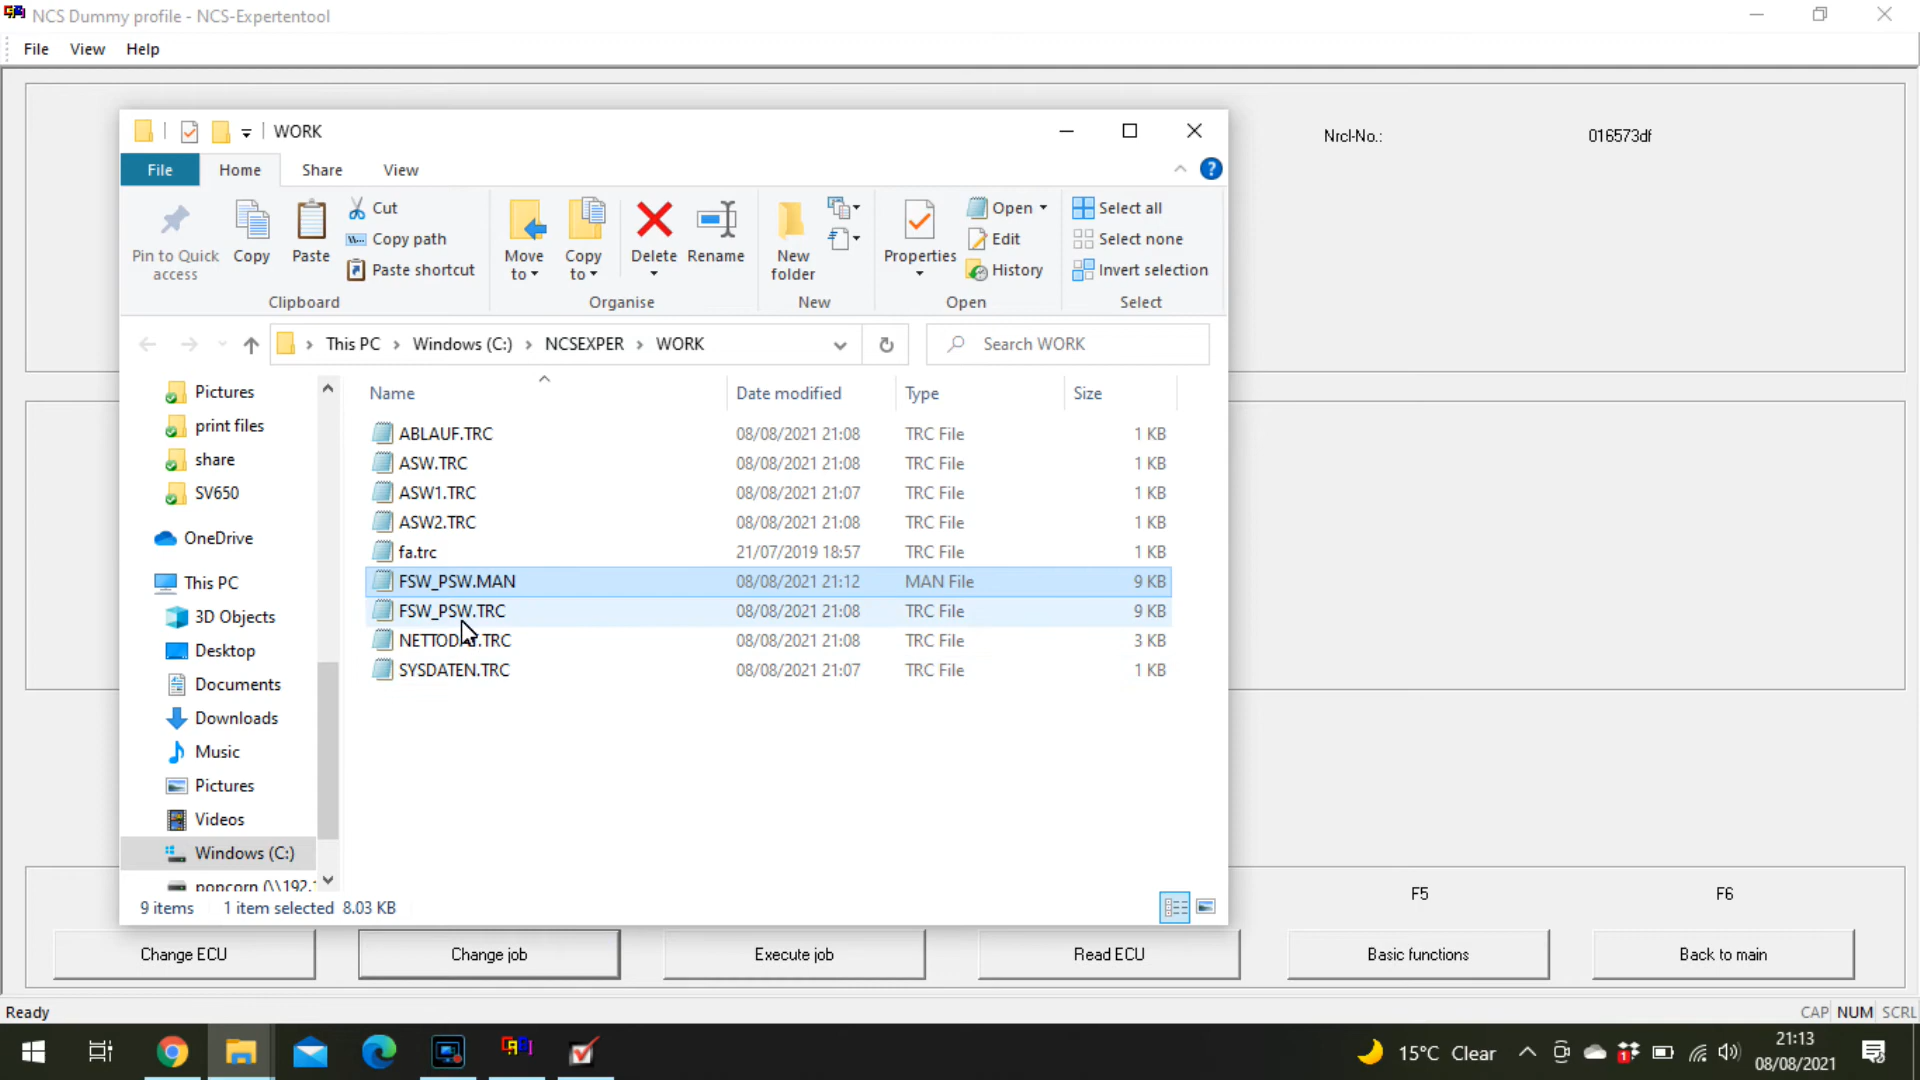 NCS Dummy profile - NCS-Expertentool
File View Help
Nrcl-No.: 016573df
WORK
File Home Share View
Pin to Quick access
Copy
Paste
Cut
Copy path
Paste shortcut
Clipboard
Move to
Copy to
Delete
Rename
Organise
New folder
New
Properties
Open
Edit
History
Open
Select all
Select none
Invert selection
Select
This PC > Windows (C:) > NCSEXPER > WORK
Search WORK
Pictures
print files
share
SV650
OneDrive
This PC
3D Objects
Desktop
Documents
Downloads
Music
Pictures
Videos
Windows (C:)
popcorn (\\192.1
Name Date modified Type Size
ABLAUF.TRC 08/08/2021 21:08 TRC File 1 KB
ASW.TRC 08/08/2021 21:08 TRC File 1 KB
ASW1.TRC 08/08/2021 21:07 TRC File 1 KB
ASW2.TRC 08/08/2021 21:08 TRC File 1 KB
fa.trc 21/07/2019 18:57 TRC File 1 KB
FSW_PSW.MAN 08/08/2021 21:12 MAN File 9 KB
FSW_PSW.TRC 08/08/2021 21:08 TRC File 9 KB
NETTODAT.TRC 08/08/2021 21:08 TRC File 3 KB
SYSDATEN.TRC 08/08/2021 21:07 TRC File 1 KB
9 items 1 item selected 8.03 KB
F5 F6
Change ECU Change job Execute job Read ECU Basic functions Back to main
Ready CAP NUM SCRL
15°C Clear
21:13
08/08/2021